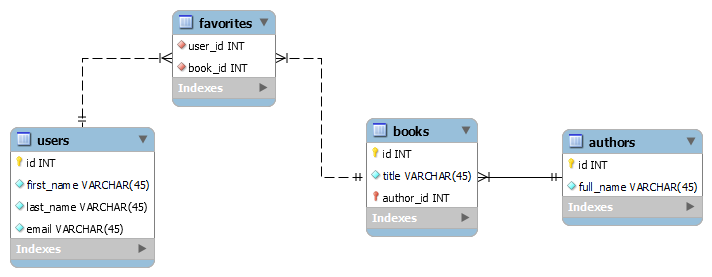 favorites
user_id INT
book_id INT
Indexes
users
id INT
first_name VARCHAR(45)
last_name VARCHAR(45)
email VARCHAR(45)
Indexes
books
id INT
title VARCHAR(45)
author_id INT
Indexes
authors
id INT
full_name VARCHAR(45)
Indexes